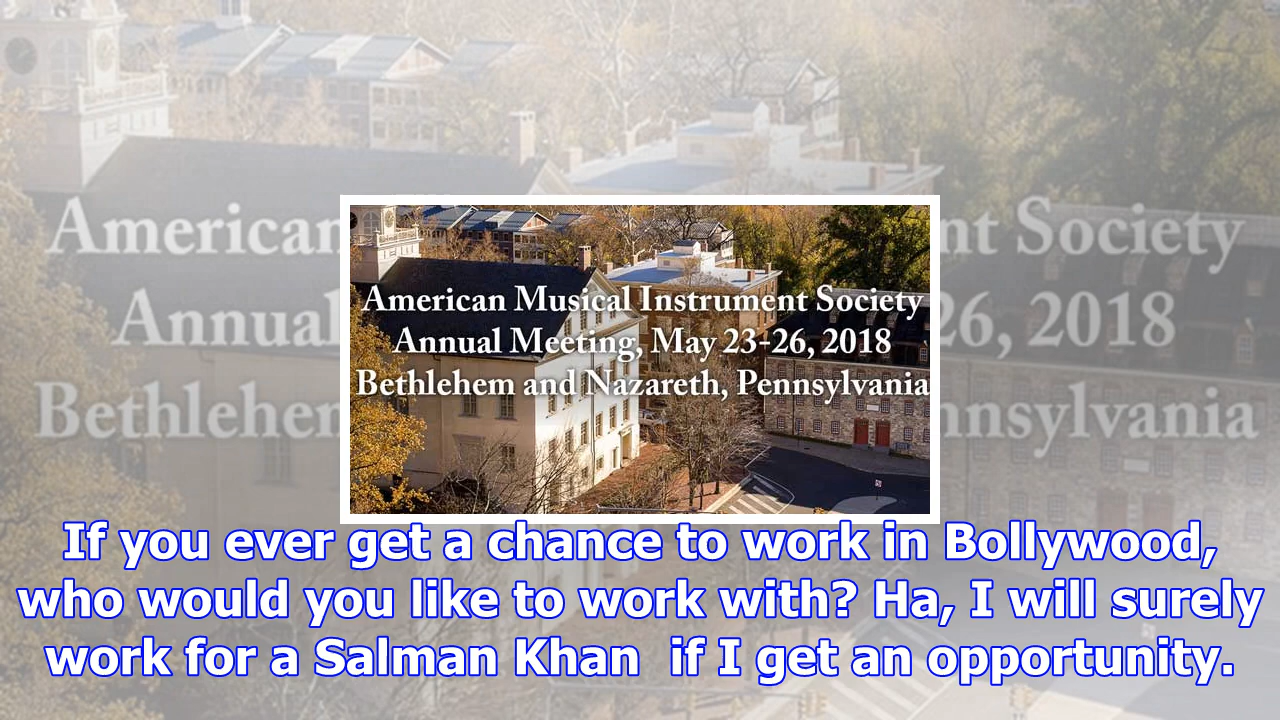 American Musical Instrument Society
Annual Meeting, May 23-26, 2018
Bethlehem and Nazareth, Pennsylvania
If you ever get a chance to work in Bollywood,
who would you like to work with? Ha, I will surely
work for a Salman Khan  if I get an opportunity.